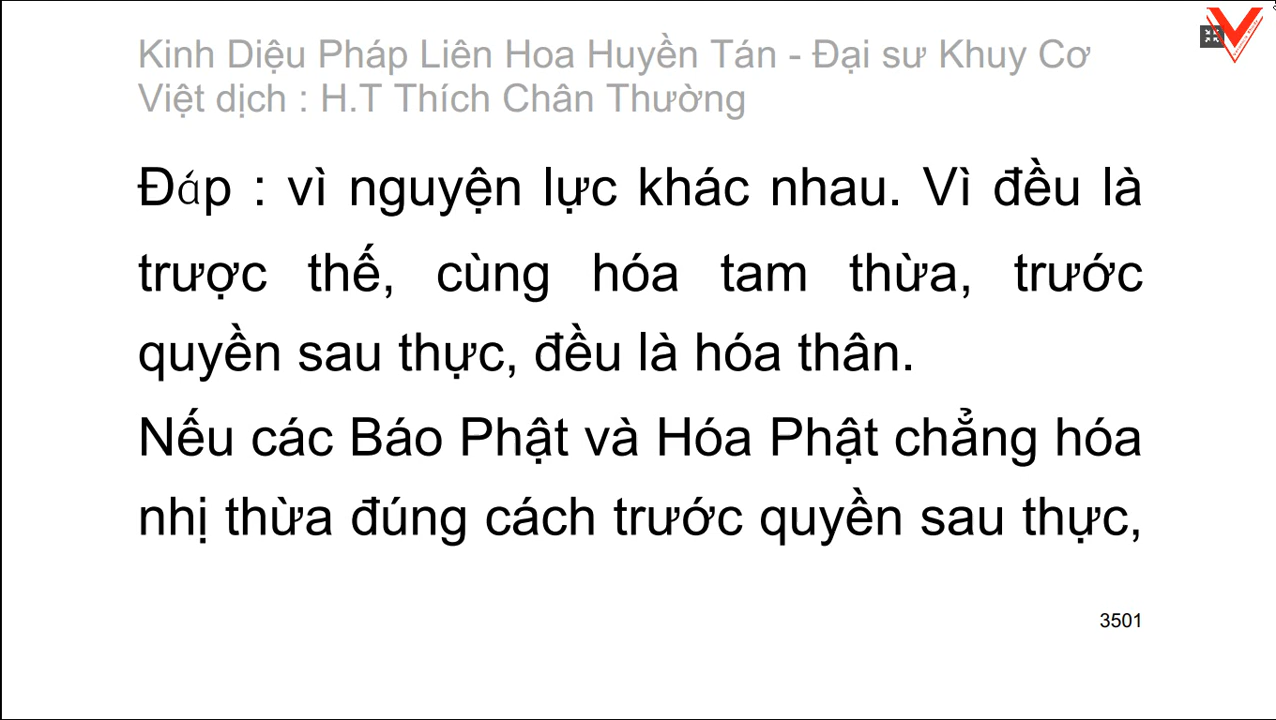 Kinh Diệu Pháp Liên Hoa Huyền Tán - Đại sư Khuy Cơ
Việt dịch : H.T Thích Chân Thường
Đáp : vì nguyện lực khác nhau. Vì đều là
trược thế, cùng hóa tam thừa, trước
quyền sau thực, đều là hóa thân.
Nếu các Báo Phật và Hóa Phật chẳng hóa
nhị thừa đúng cách trước quyền sau thực,
3501